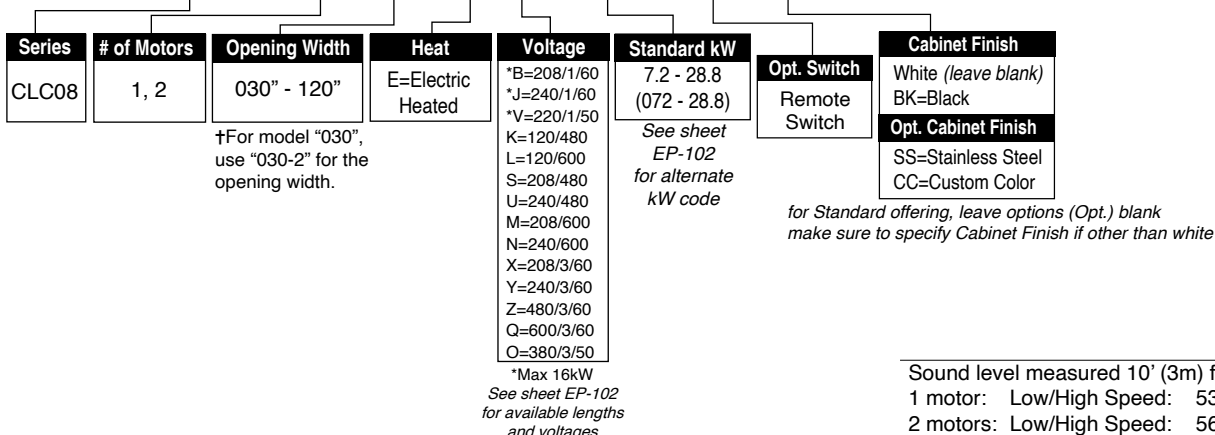 Series
CLC08
# of Motors
1, 2
Opening Width
030” - 120”
†For model “030”,
use “030-2” for the
opening width.
Heat
E=Electric
Heated
Voltage
*B=208/1/60
*J=240/1/60
*V=220/1/50
K=120/480
L=120/600
S=208/480
U=240/480
M=208/600
N=240/600
X=208/3/60
Y=240/3/60
Z=480/3/60
Q=600/3/60
O=380/3/50
*Max 16kW
See sheet EP-102
for available lengths
and voltages
Standard kW
7.2 - 28.8
(072 - 28.8)
See sheet
EP-102
for alternate
kW code
Opt. Switch
Remote
Switch
Cabinet Finish
White (leave blank)
BK=Black
Opt. Cabinet Finish
SS=Stainless Steel
CC=Custom Color
for Standard offering, leave options (Opt.) blank
make sure to specify Cabinet Finish if other than white
Sound level measured 10’ (3m) f
1 motor: Low/High Speed: 53
2 motors: Low/High Speed: 56